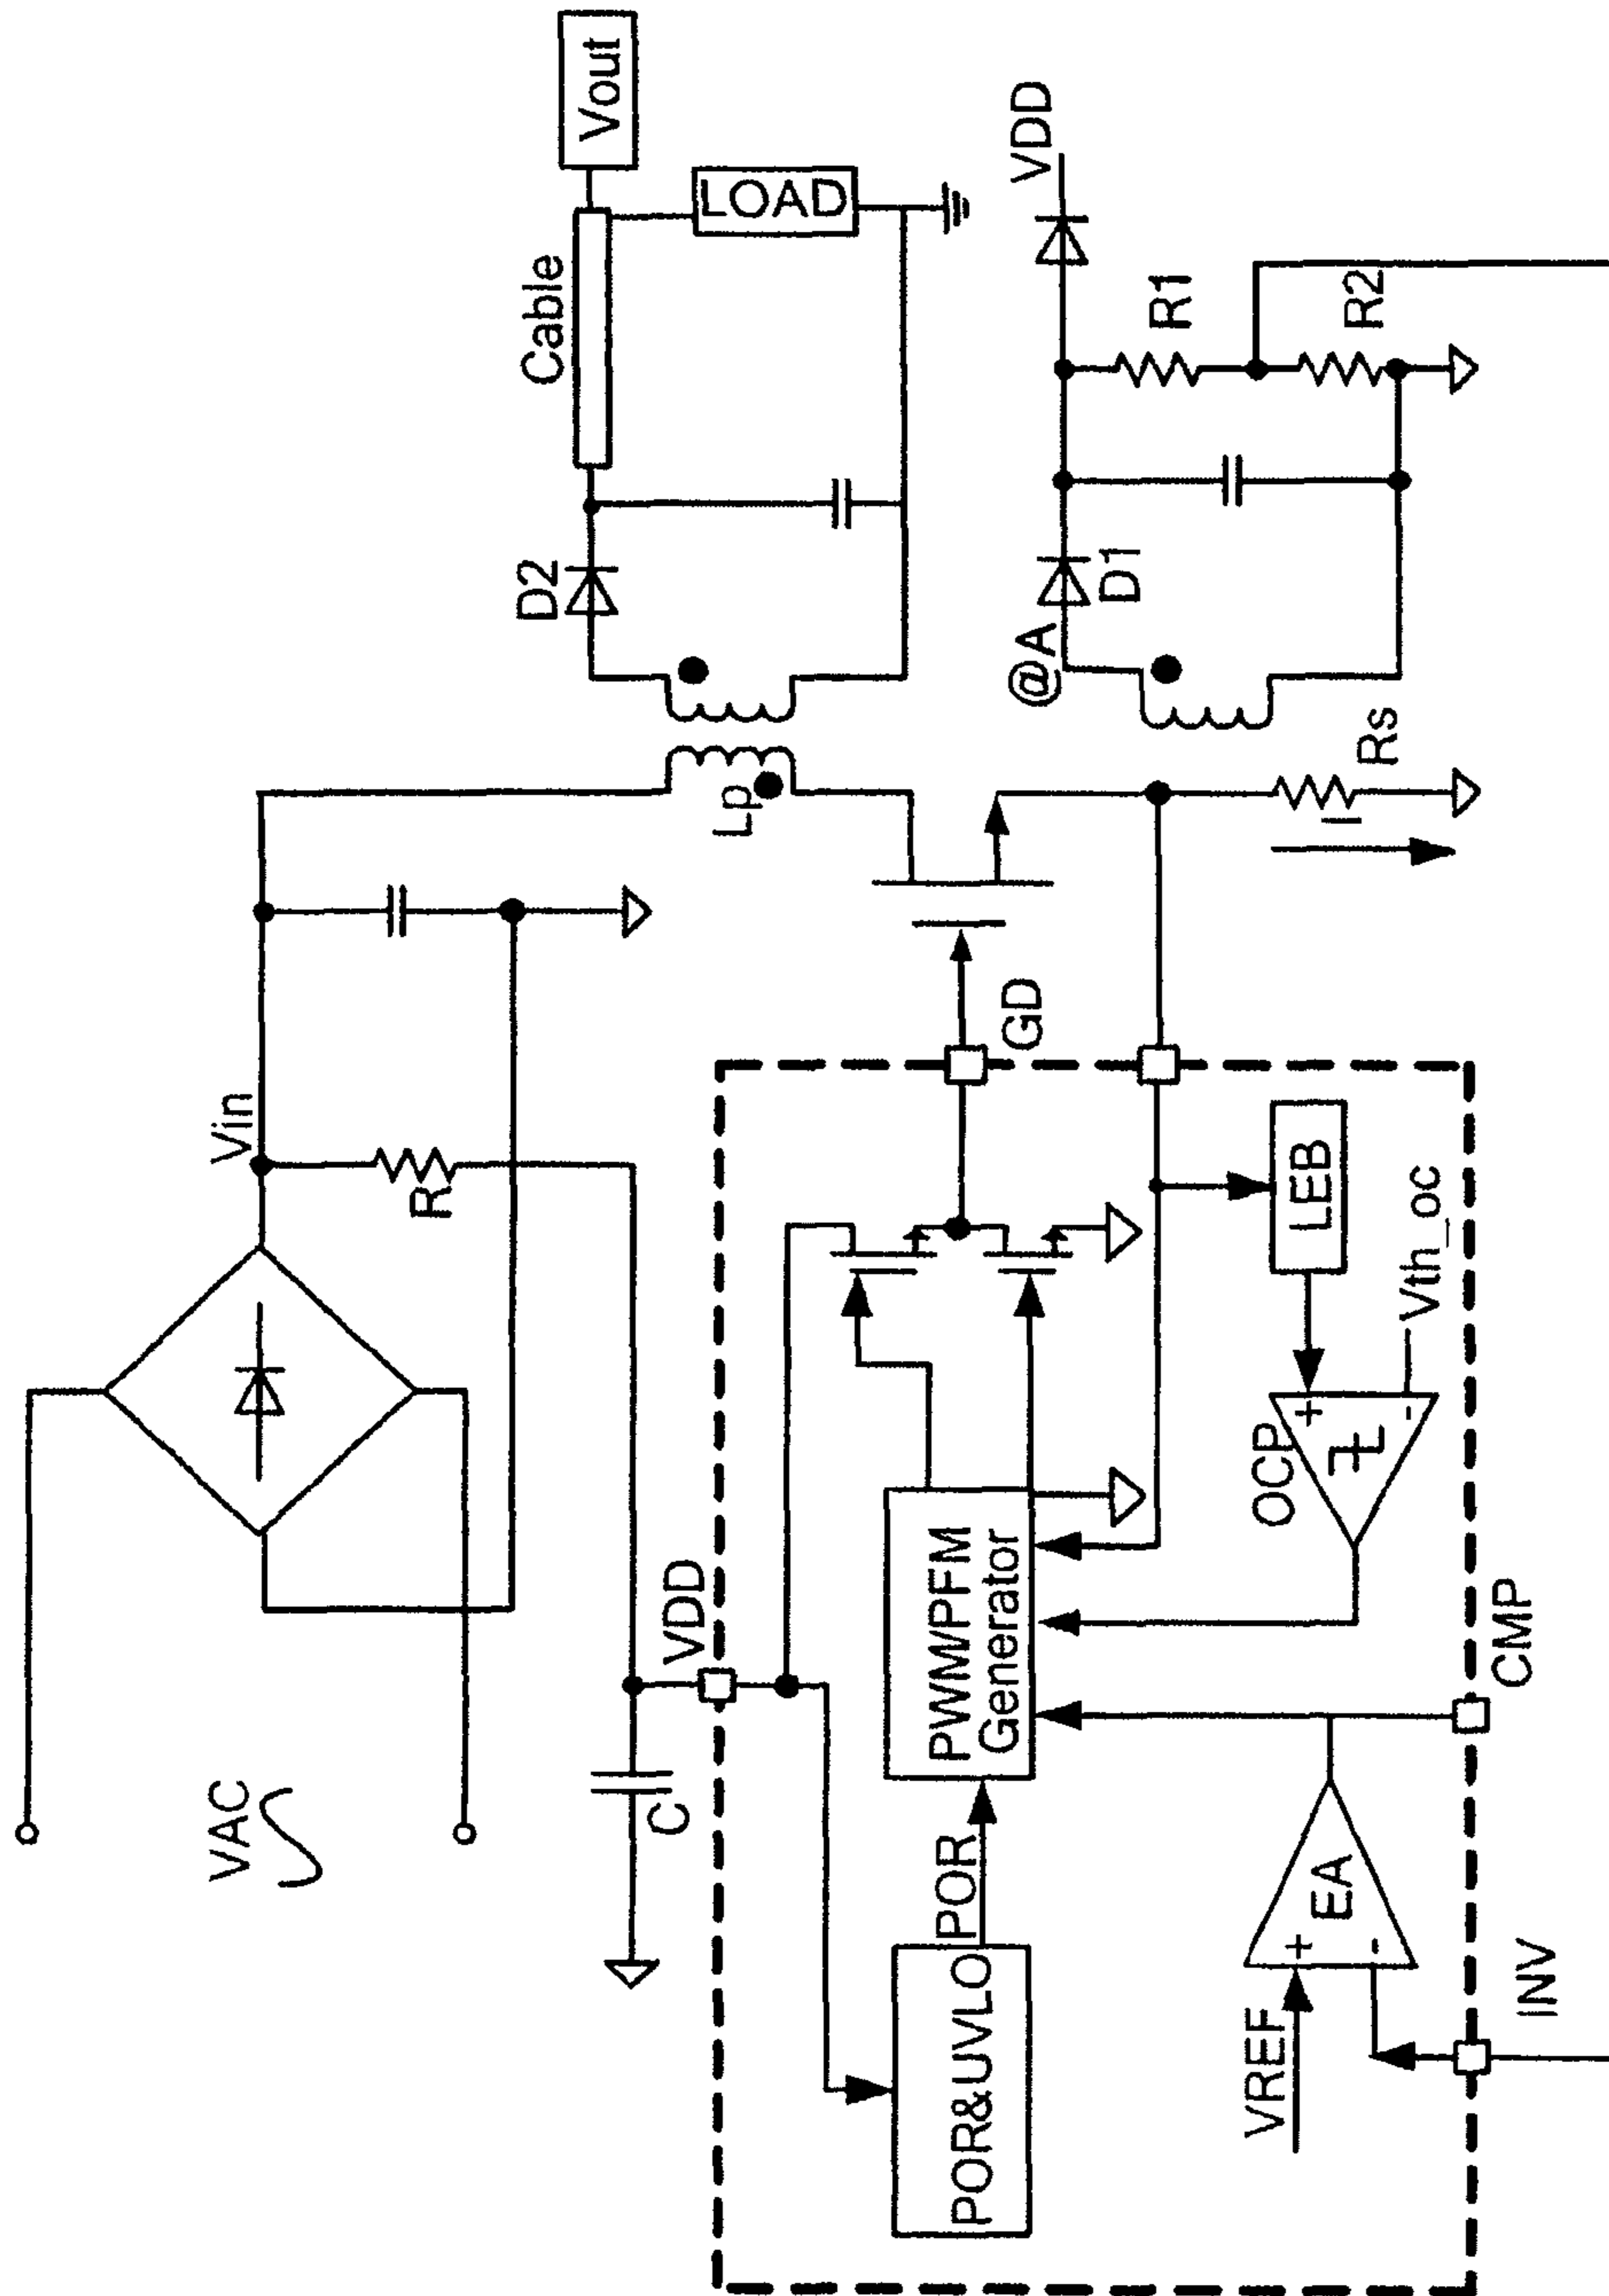 VAC
Vin
R
C
VDD
Lp
D2
Cable
Vout
LOAD
@A
D1
VDD
R1
R2
Rs
I
GD
POR&UVLO
POR
PWM/PFM
Generator
LEB
OCP
+
-
Vth_oc
VREF
+
-
EA
INV
CMP